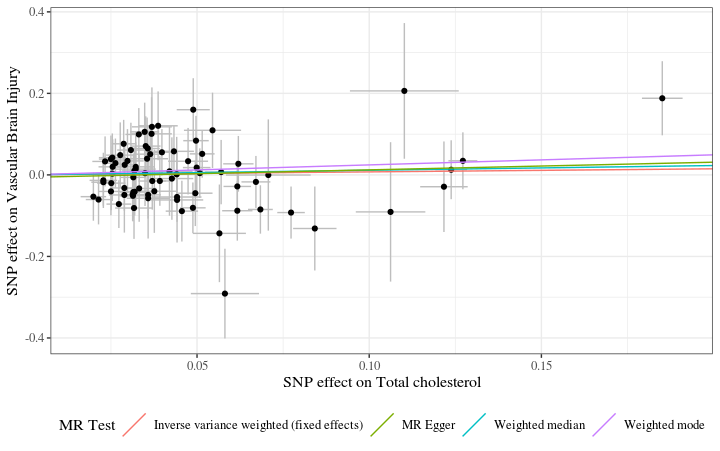 0.4
0.2
0.0
-0.2
-0.4
SNP effect on Vascular Brain Injury
0.05 0.10 0.15
SNP effect on Total cholesterol
MR Test Inverse variance weighted (fixed effects) MR Egger Weighted median Weighted mode